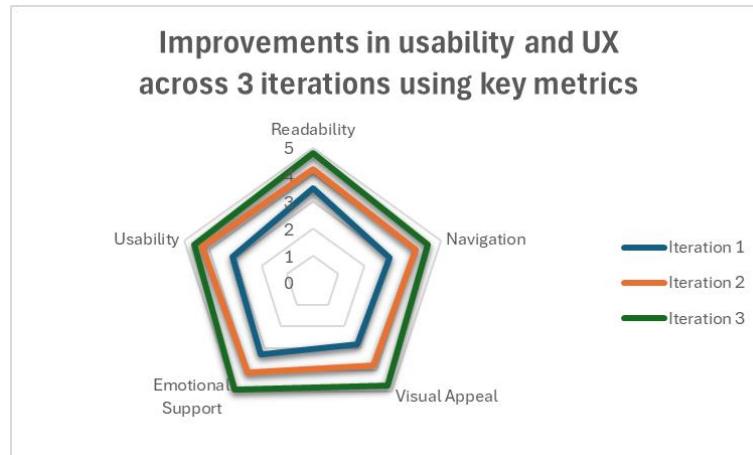 Improvements in usability and UX
across 3 iterations using key metrics
Readability
5
4
3
2
1
0
Usability
Navigation
Emotional
Support
Visual Appeal
Iteration 1
Iteration 2
Iteration 3